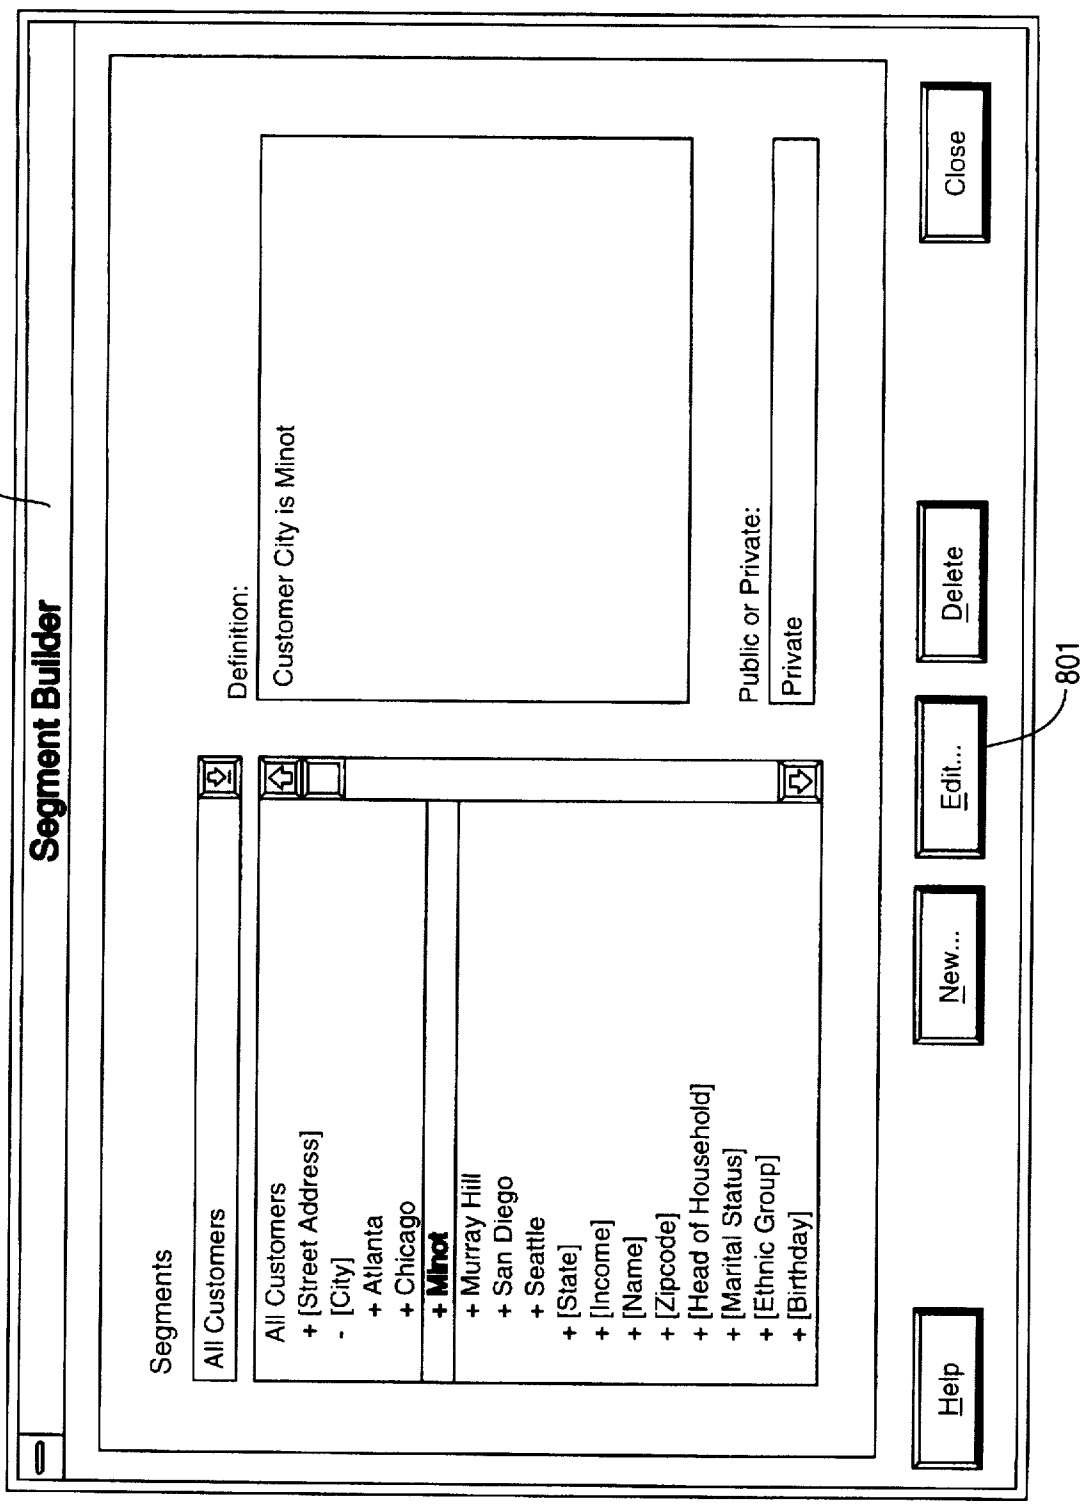 Segment Builder
Segments
All Customers
All Customers
+ [Street Address]
- [City]
+ Atlanta
+ Chicago
+ Minot
+ Murray Hill
+ San Diego
+ Seattle
+ [State]
+ [Income]
+ [Name]
+ [Zipcode]
+ [Head of Household]
+ [Marital Status]
+ [Ethnic Group]
+ [Birthday]
Definition:
Customer City is Minot
Public or Private:
Private
Help
New...
Edit...
Delete
Close
801